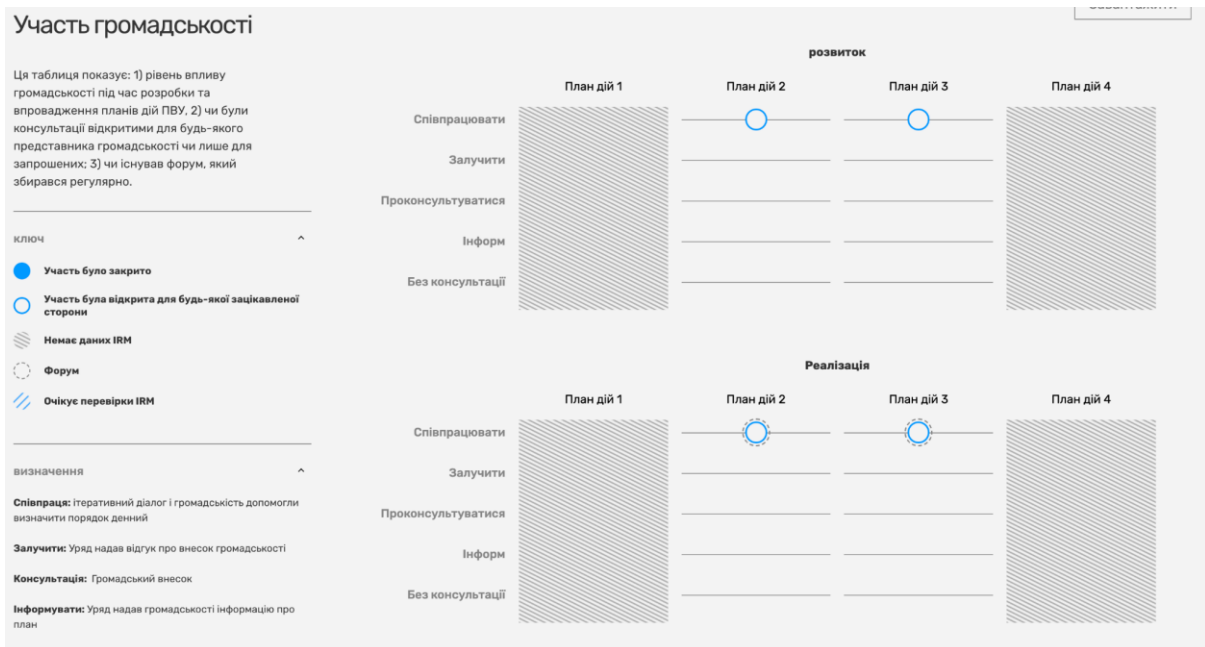 Участь громадськості
Ця таблиця показує: 1) рівень впливу
громадськості під час розробки та
впровадження планів дій ПВУ, 2) чи були
консультації відкритими для будь-якого
представника громадськості чи лише для
запрошених; 3) чи існував форум, який
збирався регулярно.
ключ
Участь було закрито
Участь була відкрита для будь-якої зацікавленої
сторони
Немає даних IRM
Форум
Очікує перевірки IRM
визначення
Співпраця: ітеративний діалог і громадськість допомогли
визначити порядок денний
Залучити: Уряд надав відгук про внесок громадськості
Консультація: Громадський внесок
Інформувати: Уряд надав громадськості інформацію про
план
розвиток
План дій 1 План дій 2 План дій 3 План дій 4
Співпрацювати
Залучити
Проконсультуватися
Інформ
Без консультації
Реалізація
План дій 1 План дій 2 План дій 3 План дій 4
Співпрацювати
Залучити
Проконсультуватися
Інформ
Без консультації